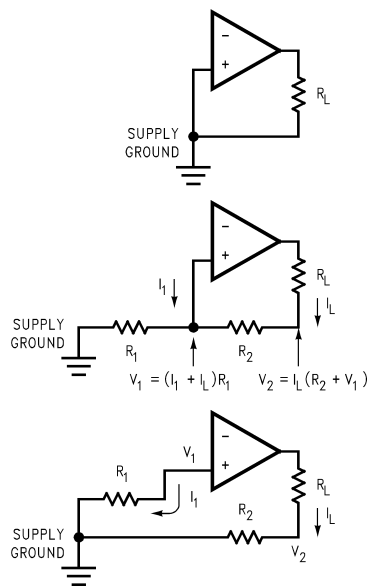 −
+
R_L
SUPPLY
GROUND
−
+
R_L
I_1
I_L
SUPPLY
GROUND
R_1
R_2
V_1 = (I_1 + I_L)R_1
V_2 = I_L(R_2 + V_1)
−
+
V_1
R_1
I_1
R_L
I_L
R_2
SUPPLY
GROUND
V_2